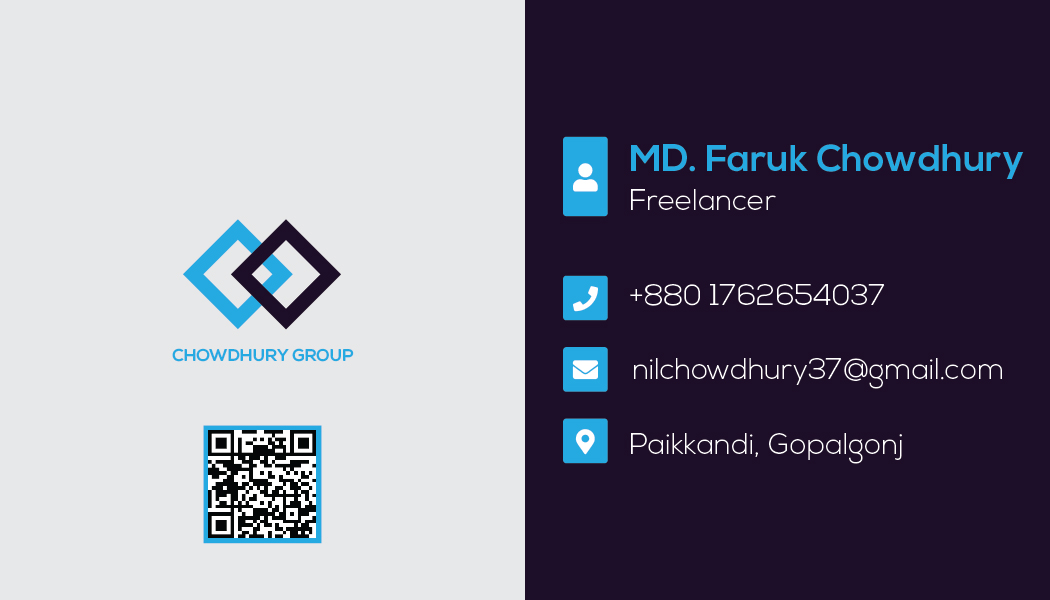 CHOWDHURY GROUP
MD. Faruk Chowdhury
Freelancer
+880 1762654037
nilchowdhury37@gmail.com
Paikkandi, Gopalgonj